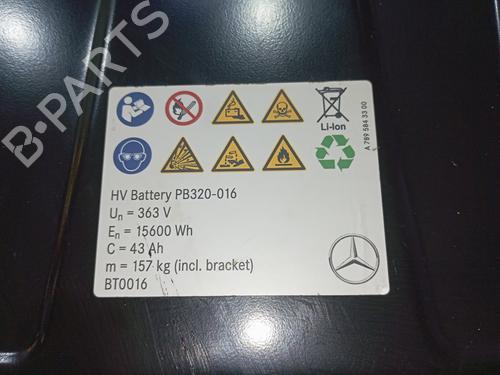 B-PARTS
Li-Ion
A 789 584 33 00
HV Battery PB320-016
Un = 363 V
En = 15600 Wh
C = 43 Ah
m = 157 kg (incl. bracket)
BT0016